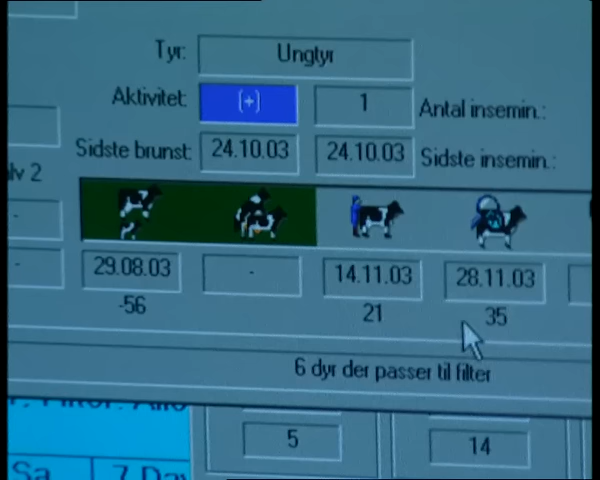 Tyr: Ungtyr
Aktivitet: (+) 1 Antal insemin.:
Sidste brunst: 24.10.03 24.10.03 Sidste insemin.:
lv 2
- 29.08.03 - 14.11.03 28.11.03
- -56 21 35
6 dyr der passer til filter
5 14
Sa 7 Da